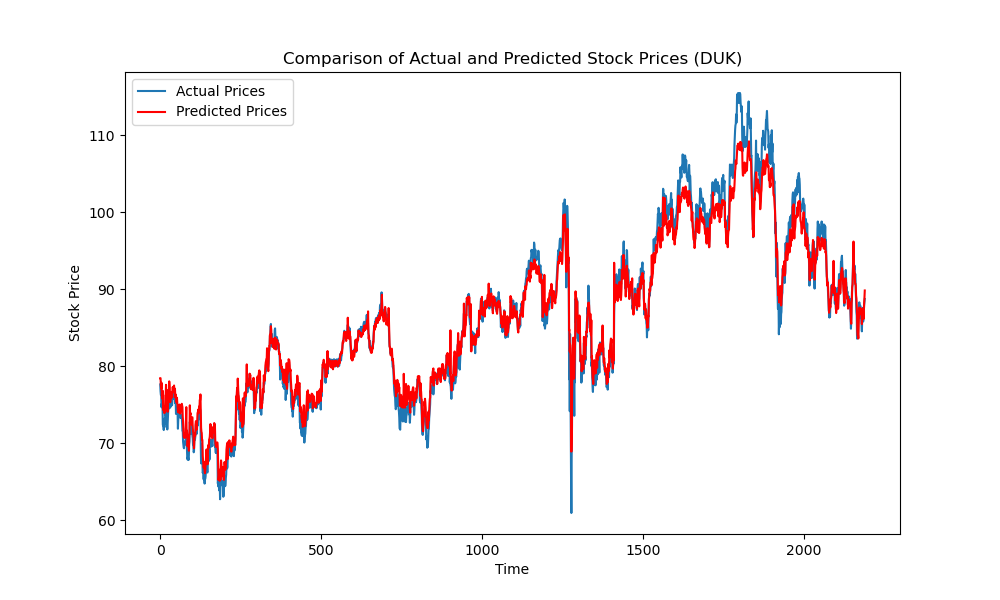 Comparison of Actual and Predicted Stock Prices (DUK)
Actual Prices
Predicted Prices
Stock Price
110
100
90
80
70
60
0 500 1000 1500 2000
Time